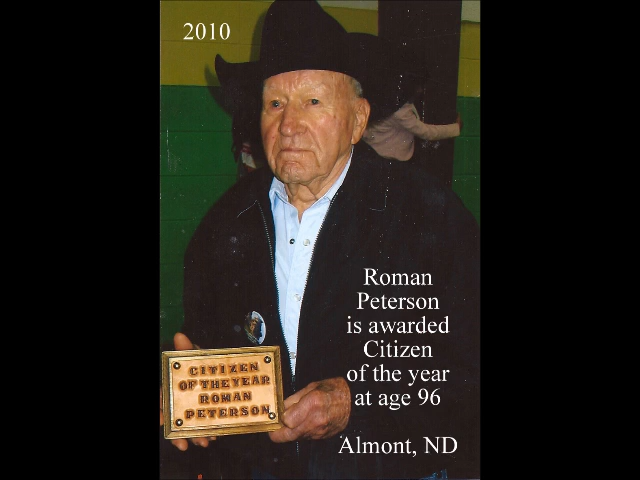 2010
Roman
Peterson
is awarded
Citizen
of the year
at age 96
CITIZEN
OF THE YEAR
ROMAN
PETERSON
Almont, ND